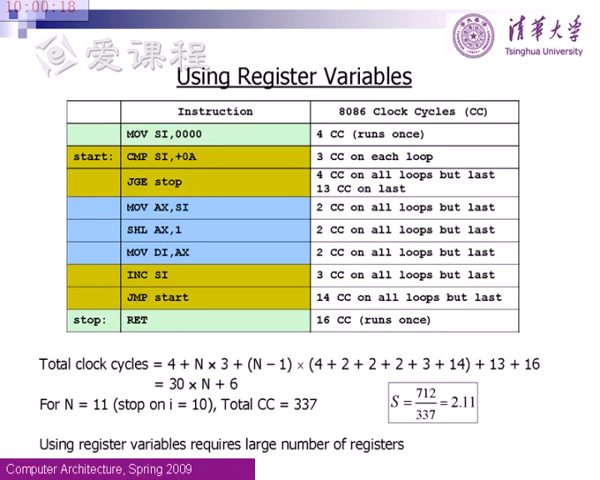 10:00:18
爱课程
清華大学
Tsinghua University
Using Register Variables
Instruction 8086 Clock Cycles (CC)
MOV SI,0000 4 CC (runs once)
start: CMP SI,+0A 3 CC on each loop
JGE stop 4 CC on all loops but last
13 CC on last
MOV AX,SI 2 CC on all loops but last
SHL AX,1 2 CC on all loops but last
MOV DI,AX 2 CC on all loops but last
INC SI 3 CC on all loops but last
JMP start 14 CC on all loops but last
stop: RET 16 CC (runs once)
Total clock cycles = 4 + N × 3 + (N – 1) × (4 + 2 + 2 + 2 + 3 + 14) + 13 + 16
= 30 × N + 6
For N = 11 (stop on i = 10), Total CC = 337
S = 712/337 = 2.11
Using register variables requires large number of registers
Computer Architecture, Spring 2009